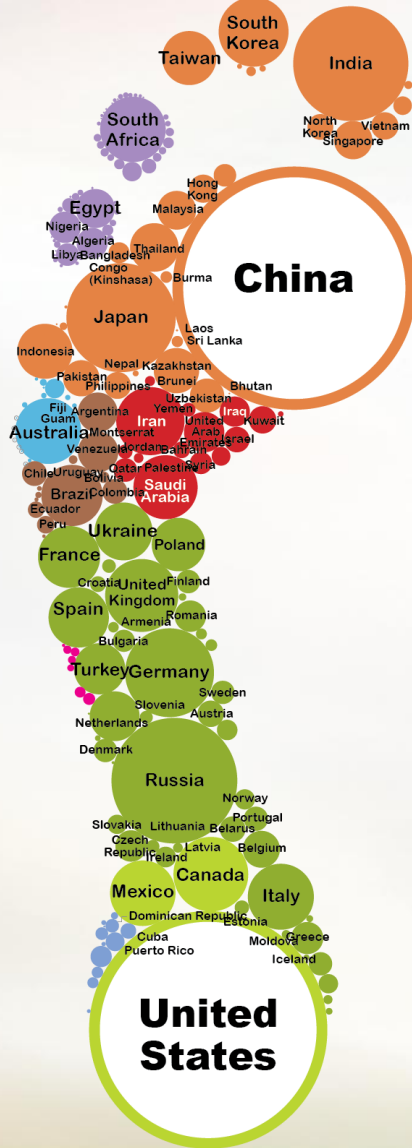 South
Korea
Taiwan
India
South
Africa
North
Korea
Vietnam
Singapore
Hong
Kong
Egypt
Malaysia
Nigeria
Algeria
Libya
Bangladesh
Thailand
Congo
(Kinshasa)
Burma
China
Japan
Laos
Sri Lanka
Indonesia
Nepal
Kazakhstan
Pakistan
Philippines
Brunei
Bhutan
Uzbekistan
Fiji
Guam
Argentina
Yemen
Iran
Iraq
United
Arab
Emirates
Kuwait
Australia
Montserrat
Israel
Venezuela
Jordan
Bahrain
Chile
Uruguay
Bolivia
Qatar
Palestine
Syria
Brazil
Colombia
Saudi
Arabia
Ecuador
Peru
Ukraine
Poland
France
Croatia
United
Kingdom
Finland
Spain
Armenia
Romania
Bulgaria
Turkey
Germany
Sweden
Slovenia
Austria
Netherlands
Denmark
Russia
Norway
Slovakia
Lithuania
Portugal
Belarus
Czech
Republic
Ireland
Latvia
Belgium
Canada
Mexico
Italy
Dominican Republic
Estonia
Cuba
Puerto Rico
Moldova
Greece
Iceland
United
States